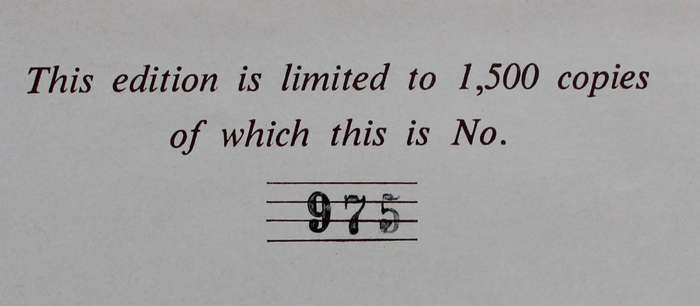 This edition is limited to 1,500 copies
of which this is No.
975